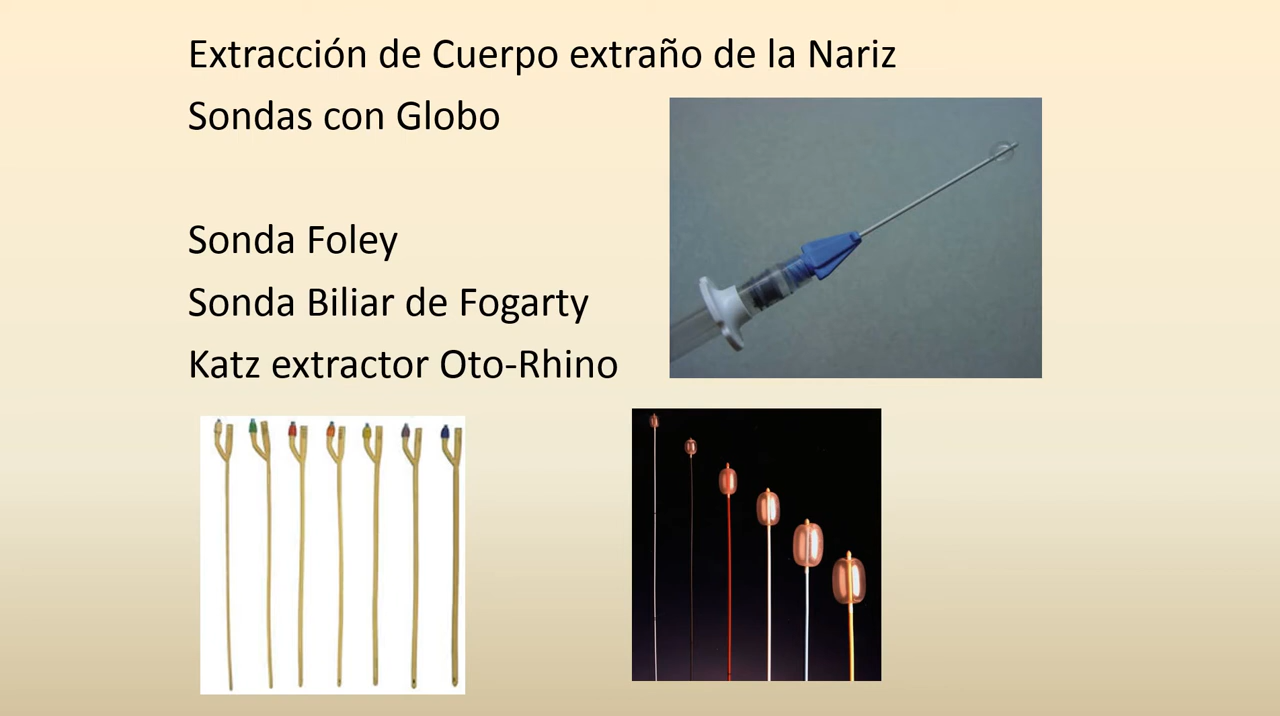 Extracción de Cuerpo extraño de la Nariz
Sondas con Globo
Sonda Foley
Sonda Biliar de Fogarty
Katz extractor Oto-Rhino